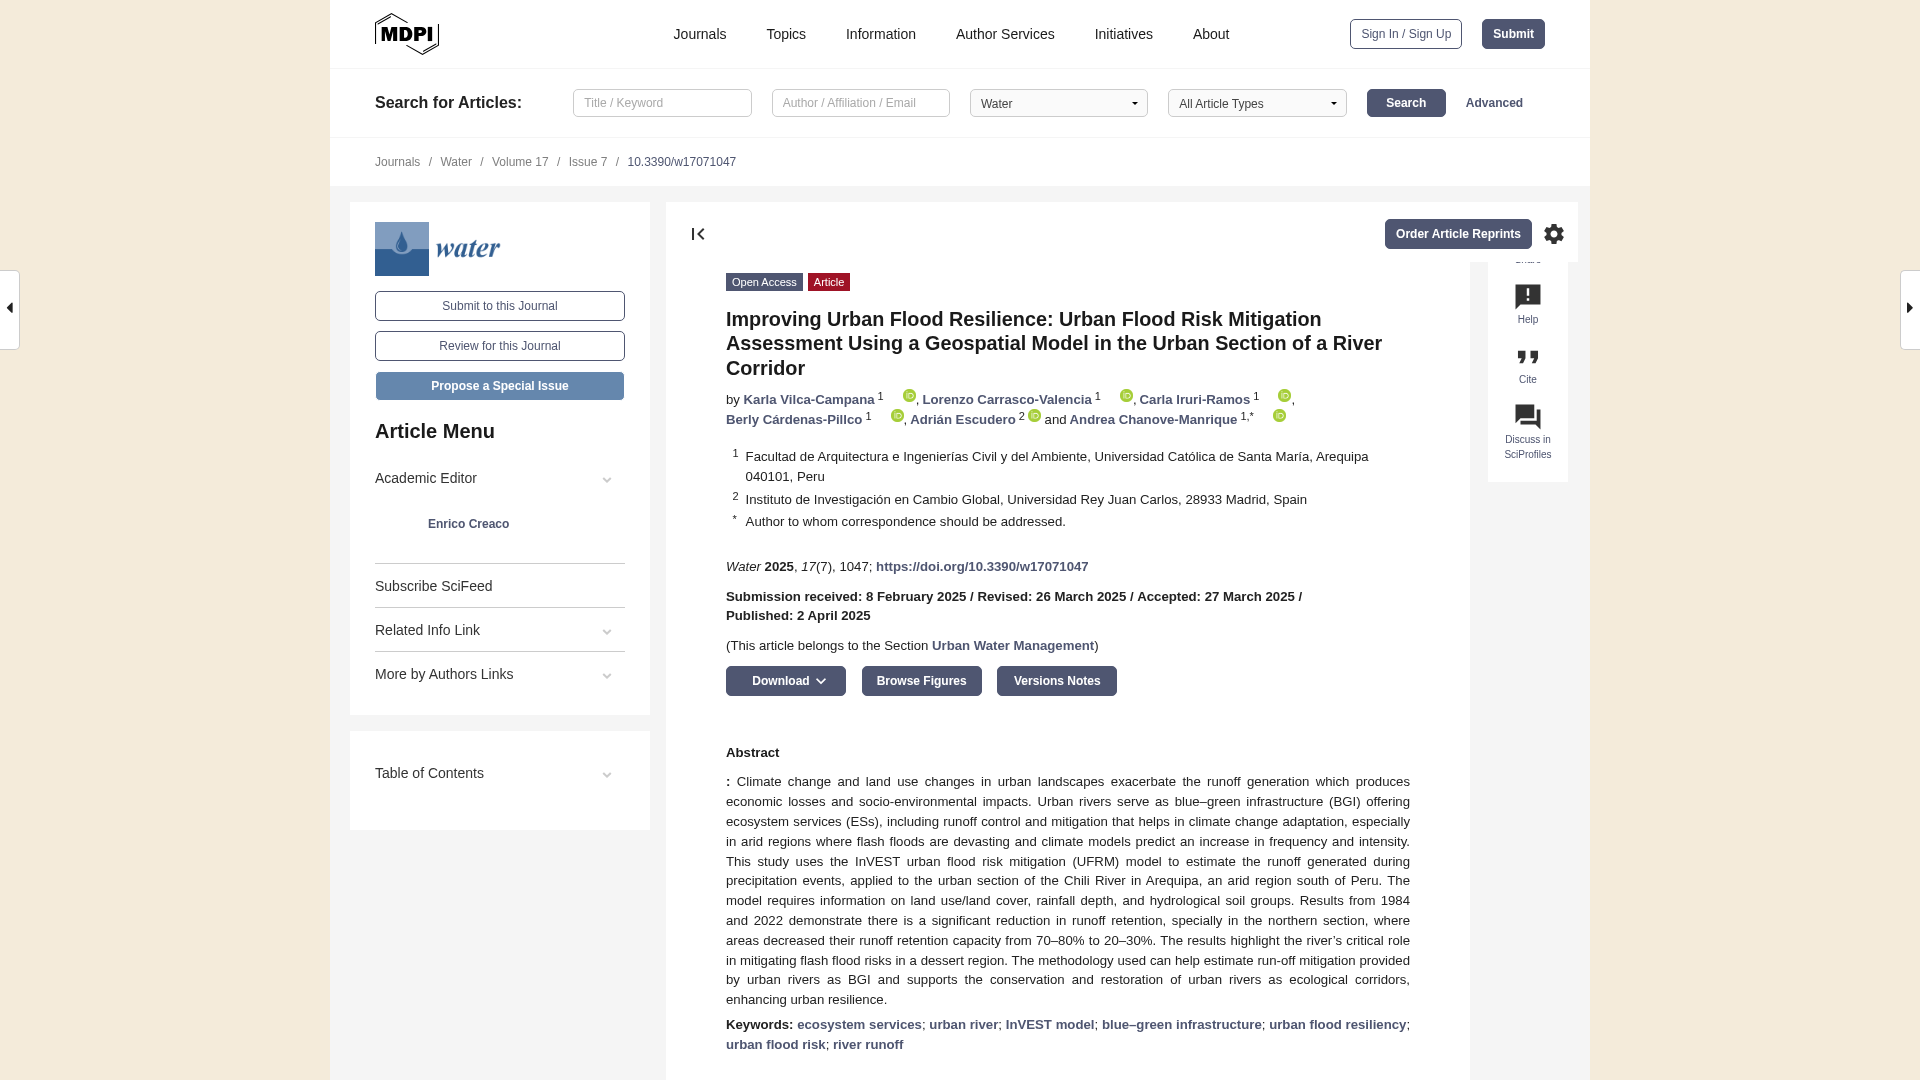 MDPI
Journals
Topics
Information
Author Services
Initiatives
About
Sign In / Sign Up
Submit
Search for Articles:
Title / Keyword
Author / Affiliation / Email
Water
All Article Types
Search
Advanced
Journals / Water / Volume 17 / Issue 7 / 10.3390/w17071047
water
Submit to this Journal
Review for this Journal
Propose a Special Issue
Article Menu
Academic Editor
Enrico Creaco
Subscribe SciFeed
Related Info Link
More by Authors Links
Table of Contents
Order Article Reprints
Open Access Article
Improving Urban Flood Resilience: Urban Flood Risk Mitigation
Assessment Using a Geospatial Model in the Urban Section of a River
Corridor
by Karla Vilca-Campana 1 iD, Lorenzo Carrasco-Valencia 1 iD, Carla Iruri-Ramos 1 iD,
Berly Cárdenas-Pillco 1 iD, Adrián Escudero 2 iD and Andrea Chanove-Manrique 1,* iD
1 Facultad de Arquitectura e Ingenierías Civil y del Ambiente, Universidad Católica de Santa María, Arequipa
040101, Peru
2 Instituto de Investigación en Cambio Global, Universidad Rey Juan Carlos, 28933 Madrid, Spain
* Author to whom correspondence should be addressed.
Water 2025, 17(7), 1047; https://doi.org/10.3390/w17071047
Submission received: 8 February 2025 / Revised: 26 March 2025 / Accepted: 27 March 2025 /
Published: 2 April 2025
(This article belongs to the Section Urban Water Management)
Download
Browse Figures
Versions Notes
Abstract
: Climate change and land use changes in urban landscapes exacerbate the runoff generation which produces
economic losses and socio-environmental impacts. Urban rivers serve as blue–green infrastructure (BGI) offering
ecosystem services (ESs), including runoff control and mitigation that helps in climate change adaptation, especially
in arid regions where flash floods are devasting and climate models predict an increase in frequency and intensity.
This study uses the InVEST urban flood risk mitigation (UFRM) model to estimate the runoff generated during
precipitation events, applied to the urban section of the Chili River in Arequipa, an arid region south of Peru. The
model requires information on land use/land cover, rainfall depth, and hydrological soil groups. Results from 1984
and 2022 demonstrate there is a significant reduction in runoff retention, specially in the northern section, where
areas decreased their runoff retention capacity from 70–80% to 20–30%. The results highlight the river’s critical role
in mitigating flash flood risks in a dessert region. The methodology used can help estimate run-off mitigation provided
by urban rivers as BGI and supports the conservation and restoration of urban rivers as ecological corridors,
enhancing urban resilience.
Keywords: ecosystem services; urban river; InVEST model; blue–green infrastructure; urban flood resiliency;
urban flood risk; river runoff
Help
Cite
Discuss in
SciProfiles